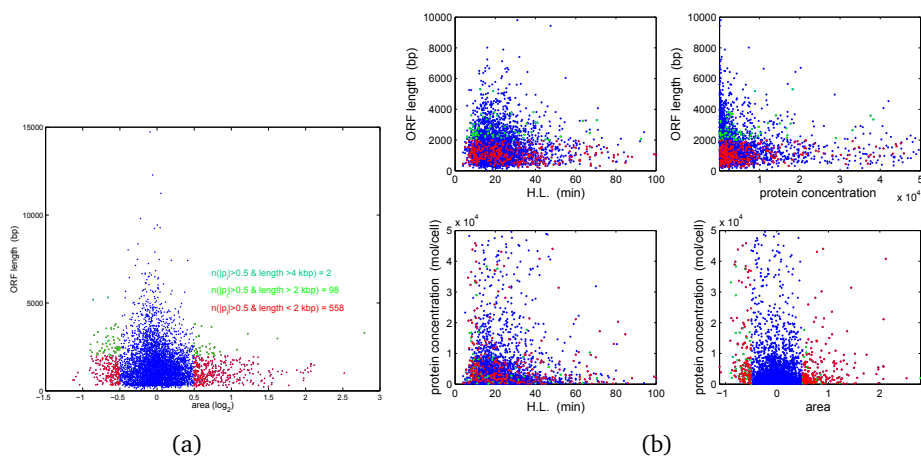 15000
10000
5000
0
ORF length (bp)
n(|p_i|>0.5 & length >4 kbp) = 2
n(|p_i|>0.5 & length > 2 kbp) = 98
n(|p_i|>0.5 & length < 2 kbp) = 558
−1.5 −1 −0.5 0 0.5 1 1.5 2 2.5 3
area (log2)
(a)
10000
8000
6000
4000
2000
0
ORF length (bp)
0 20 40 60 80 100
H.L. (min)
10000
8000
6000
4000
2000
0
ORF length (bp)
0 1 2 3 4 5
protein concentration
x 10^4
x 10^4
5
4
3
2
1
0
protein concentration (mol/cell)
0 20 40 60 80 100
H.L. (min)
x 10^4
5
4
3
2
1
0
protein concentration (mol/cell)
−1 0 1 2
area
(b)